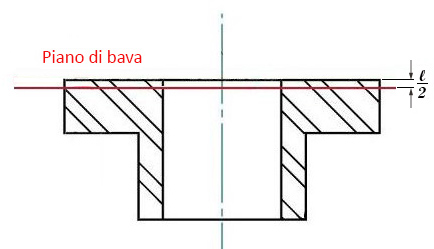 Piano di bava
ℓ/2